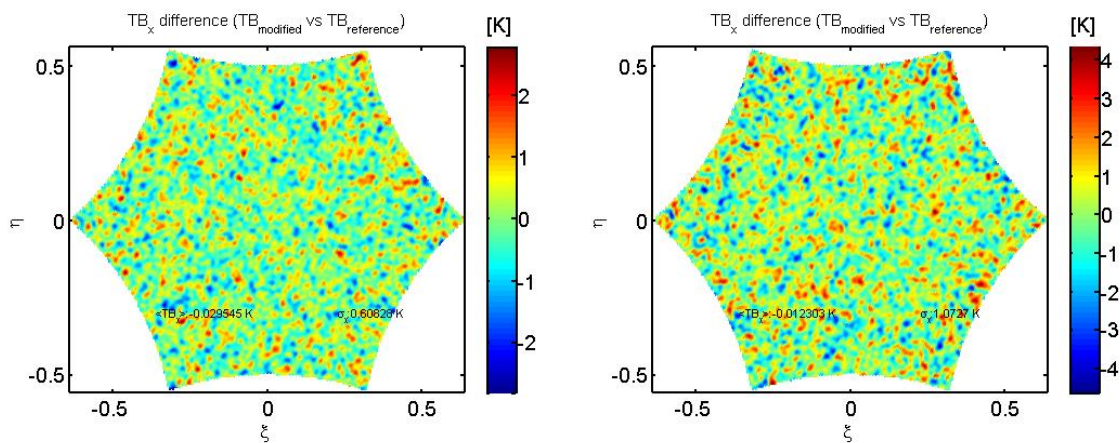 TBx difference (TBmodified vs TBreference)
[K]
0.5
0
-0.5
η
-0.5
0
0.5
ξ
<TBx>:-0.029545 K
σx:0.60628 K
2
1
0
-1
-2
TBx difference (TBmodified vs TBreference)
[K]
0.5
0
-0.5
η
-0.5
0
0.5
ξ
<TBx>:-0.012303 K
σx:1.0727 K
4
3
2
1
0
-1
-2
-3
-4